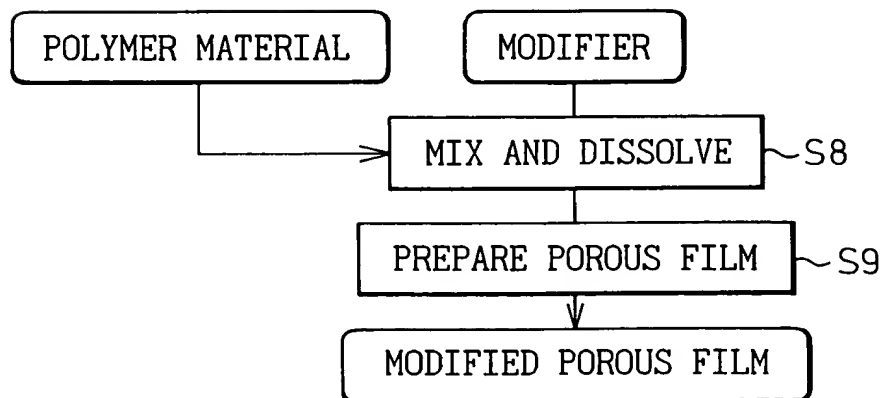 POLYMER MATERIAL
MODIFIER
MIX AND DISSOLVE
S8
PREPARE POROUS FILM
S9
MODIFIED POROUS FILM